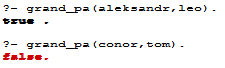 ?- grand_pa(aleksandr,leo).
true .
?- grand_pa(conor,tom).
false.